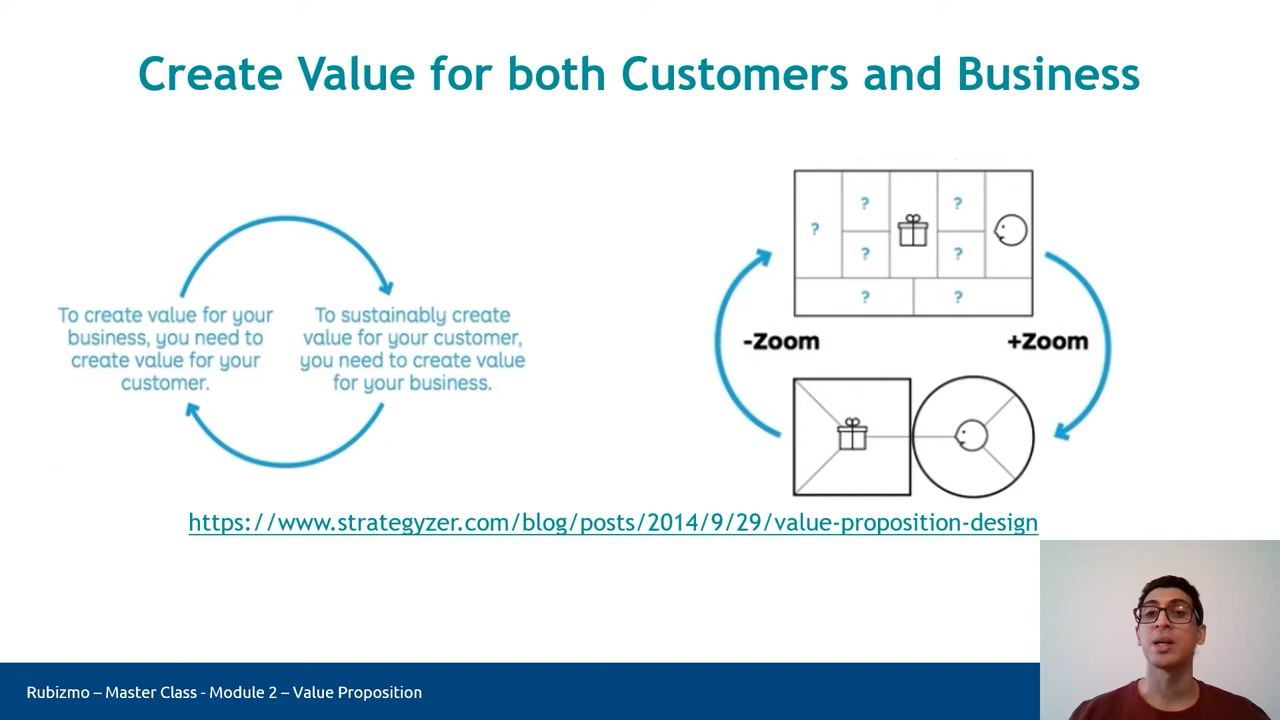 Create Value for both Customers and Business
To create value for your
business, you need to
create value for your
customer.
To sustainably create
value for your customer,
you need to create value
for your business.
?
?
?
?
?
?
?
-Zoom
+Zoom
https://www.strategyzer.com/blog/posts/2014/9/29/value-proposition-design
Rubizmo – Master Class - Module 2 – Value Proposition